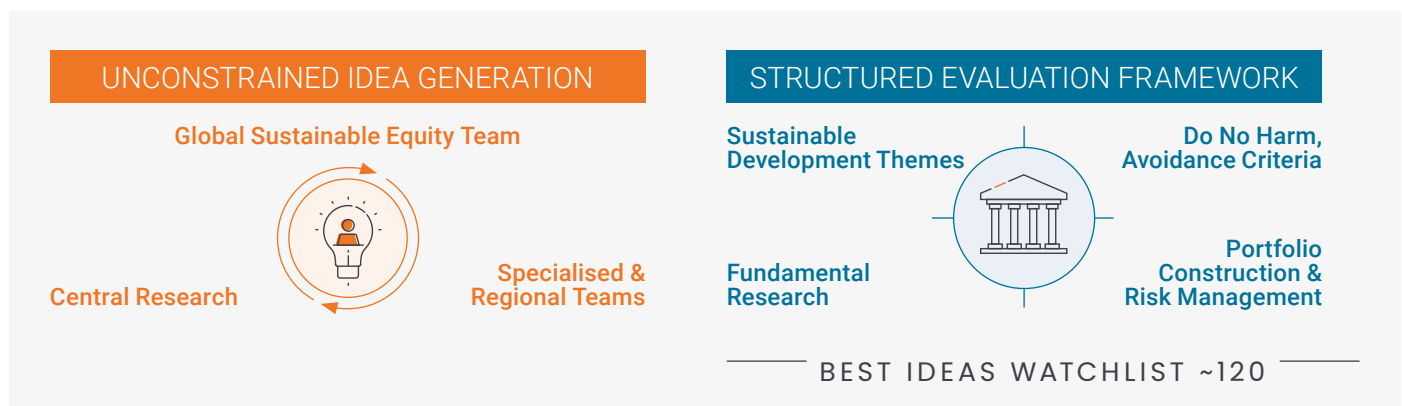 UNCONSTRAINED IDEA GENERATION
Global Sustainable Equity Team
Central Research
Specialised &
Regional Teams
STRUCTURED EVALUATION FRAMEWORK
Sustainable
Development Themes
Do No Harm,
Avoidance Criteria
Fundamental
Research
Portfolio
Construction &
Risk Management
BEST IDEAS WATCHLIST ~120